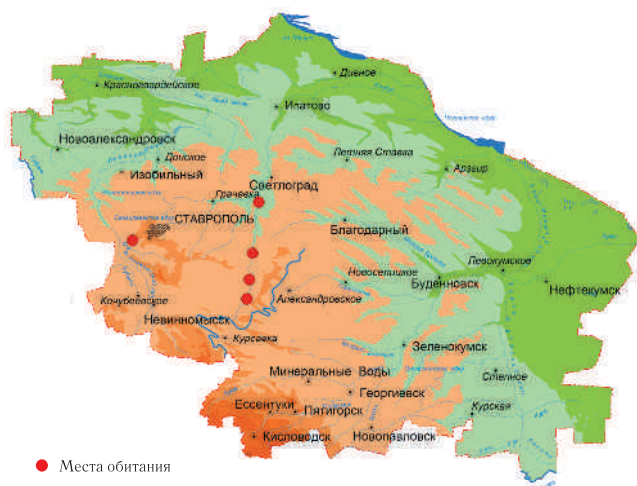 Дивное
Красногвардейское
Ипатово
Новоалександровск
Донское
Летняя Ставка
Арзгир
Изобильный
Светлоград
Грачевка
СТАВРОПОЛЬ
Благодарный
Левокумское
Новоселицкое
Буденновск
Нефтекумск
Кочубеевское
Александровское
Невинномысск
Курсавка
Зеленокумск
Минеральные Воды
Степное
Георгиевск
Ессентуки
Пятигорск
Курская
Кисловодск
Новопавловск
Места обитания